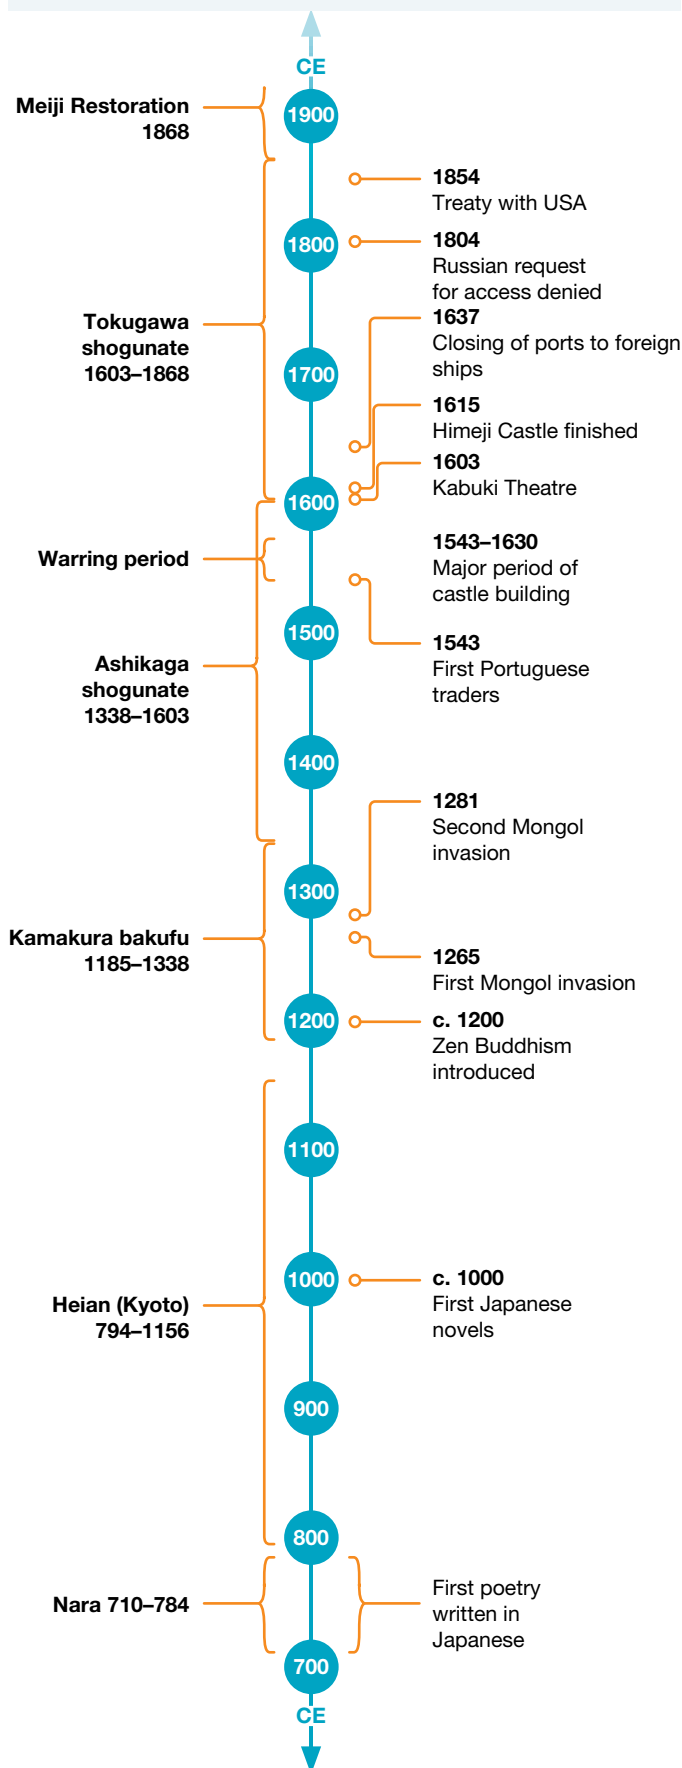 CE
Meiji Restoration
1868
1900
1854
Treaty with USA
1800
1804
Russian request
for access denied
Tokugawa
shogunate
1603–1868
1637
Closing of ports to foreign
ships
1700
1615
Himeji Castle finished
1603
Kabuki Theatre
1600
Warring period
1543–1630
Major period of
castle building
1500
1543
First Portuguese
traders
Ashikaga
shogunate
1338–1603
1400
1281
Second Mongol
invasion
1300
Kamakura bakufu
1185–1338
1265
First Mongol invasion
1200
c. 1200
Zen Buddhism
introduced
1100
1000
c. 1000
First Japanese
novels
Heian (Kyoto)
794–1156
900
800
Nara 710–784
First poetry
written in
Japanese
700
CE